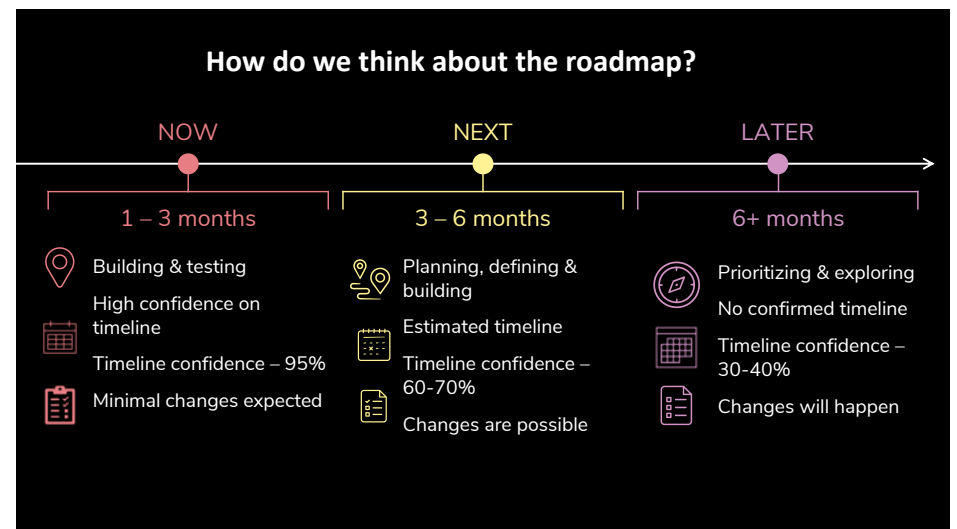 How do we think about the roadmap?
NOW
NEXT
LATER
1 – 3 months
3 – 6 months
6+ months
Building & testing
High confidence on
timeline
Timeline confidence – 95%
Minimal changes expected
Planning, defining &
building
Estimated timeline
Timeline confidence –
60-70%
Changes are possible
Prioritizing & exploring
No confirmed timeline
Timeline confidence –
30-40%
Changes will happen